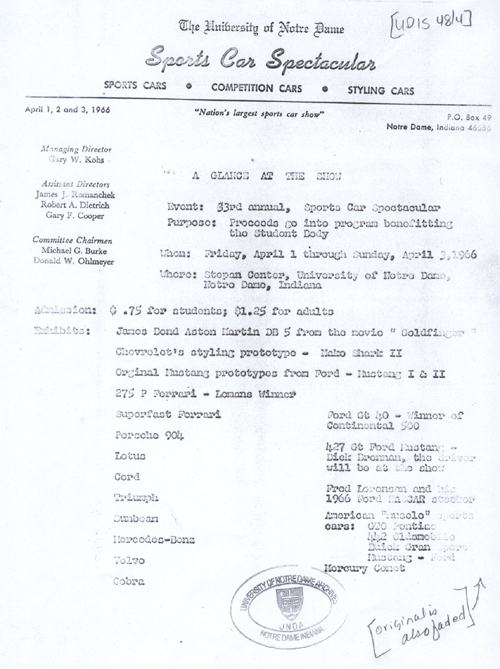 [UDIS 48/4]
The University of Notre Dame
Sports Car Spectacular
SPORTS CARS • COMPETITION CARS • STYLING CARS
April 1, 2 and 3, 1966
"Nation's largest sports car show"
P.O. Box 49
Notre Dame, Indiana 46556
Managing Director
Gary W. Kohs
Assistant Directors
James J. Romanchek
Robert A. Dietrich
Gary F. Cooper
Committee Chairmen
Michael G. Burke
Donald W. Ohlmeyer
A GLANCE AT THE SHOW
Event: 33rd annual, Sports Car Spectacular
Purpose: Proceeds go into program benefitting
the Student Body
When: Friday, April 1 through Sunday, April 3,1966
Where: Stepan Center, University of Notre Dame,
Notre Dame, Indiana
Admission: $ .75 for students; $1.25 for adults
Exhibits: James Bond Aston Martin DB 5 from the movie " Goldfinger "
Chevrolet's styling prototype - Mako Shark II
Orginal Mustang prototypes from Ford - Mustang I & II
275 P Ferrari - Lemans Winner
Superfast Ferrari
Porsche 904
Lotus
Cord
Triumph
Sunbeam
Mercedes-Benz
Volvo
Cobra
Ford Gt 40 - Winner of
Continental 500
427 Gt Ford Mustang -
Dick Brennan, the driver
will be at the show
Fred Lorenson and his
1966 Ford NASCAR stocker
American "muscle" sports
cars: GTO Pontiac
442 Oldsmobile
Buick Gran Sport
Mustang - Ford
Mercury Comet
UNIVERSITY OF NOTRE DAME ARCHIVES
UNDA
NOTRE DAME INDIANA
[original is
also faded]